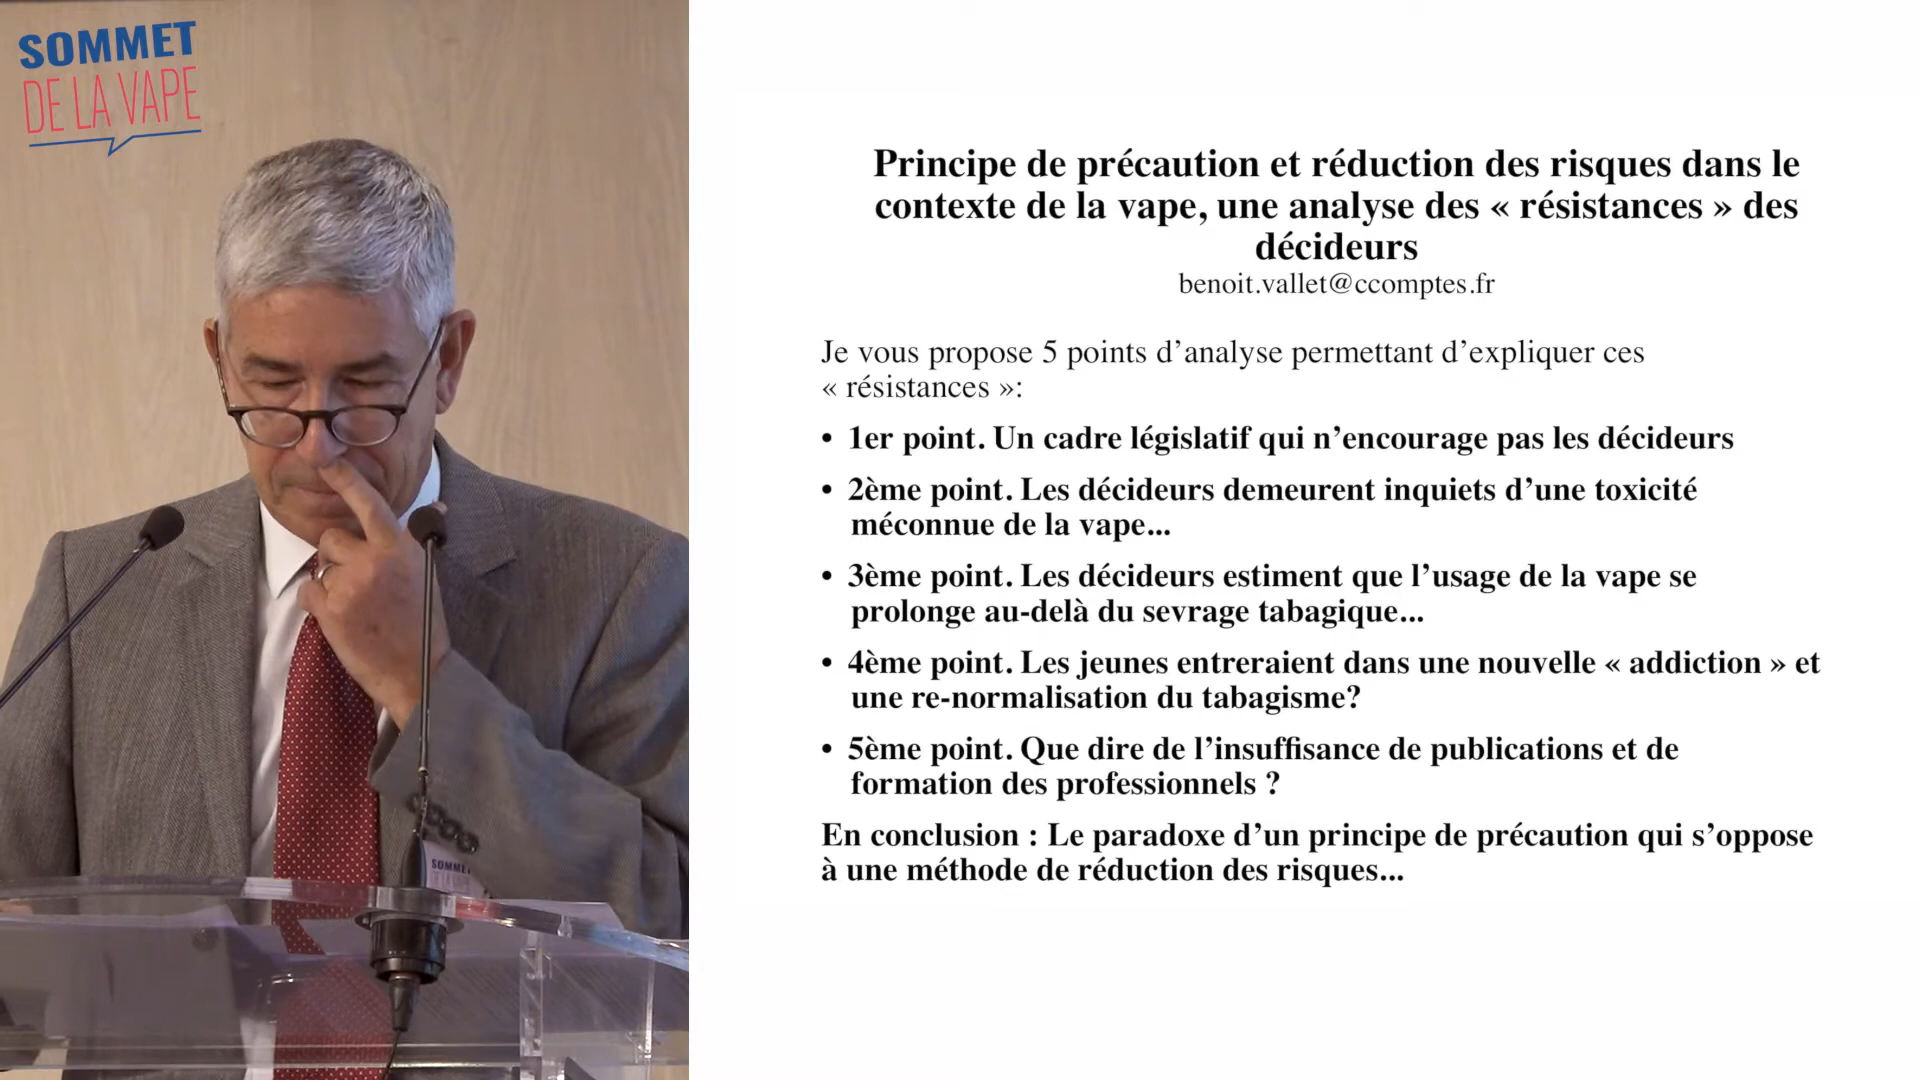 SOMMET
DE LA VAPE
Principe de précaution et réduction des risques dans le
contexte de la vape, une analyse des « résistances » des
décideurs
benoit.vallet@ccomptes.fr
Je vous propose 5 points d’analyse permettant d’expliquer ces
« résistances »:
• 1er point. Un cadre législatif qui n’encourage pas les décideurs
• 2ème point. Les décideurs demeurent inquiets d’une toxicité
méconnue de la vape...
• 3ème point. Les décideurs estiment que l’usage de la vape se
prolonge au-delà du sevrage tabagique...
• 4ème point. Les jeunes entreraient dans une nouvelle « addiction » et
une re-normalisation du tabagisme?
• 5ème point. Que dire de l’insuffisance de publications et de
formation des professionnels ?
En conclusion : Le paradoxe d’un principe de précaution qui s’oppose
à une méthode de réduction des risques...
SOMME